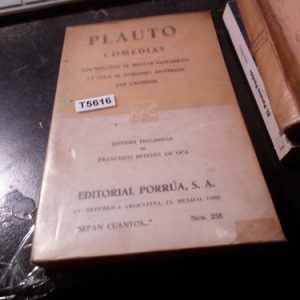 PLAUTO
COMEDIAS
LOS MELLIZOS. EL MILITAR FANFARRÓN
LA OLLA. EL GORGOJO. ANFITRIÓN
LOS CAUTIVOS
T5616
ESTUDIO PRELIMINAR
DE
FRANCISCO MONTES DE OCA
EDITORIAL PORRÚA, S. A.
AV. REPÚBLICA ARGENTINA, 15. MÉXICO, 1980
"SEPAN CUANTOS..." NÚM. 258